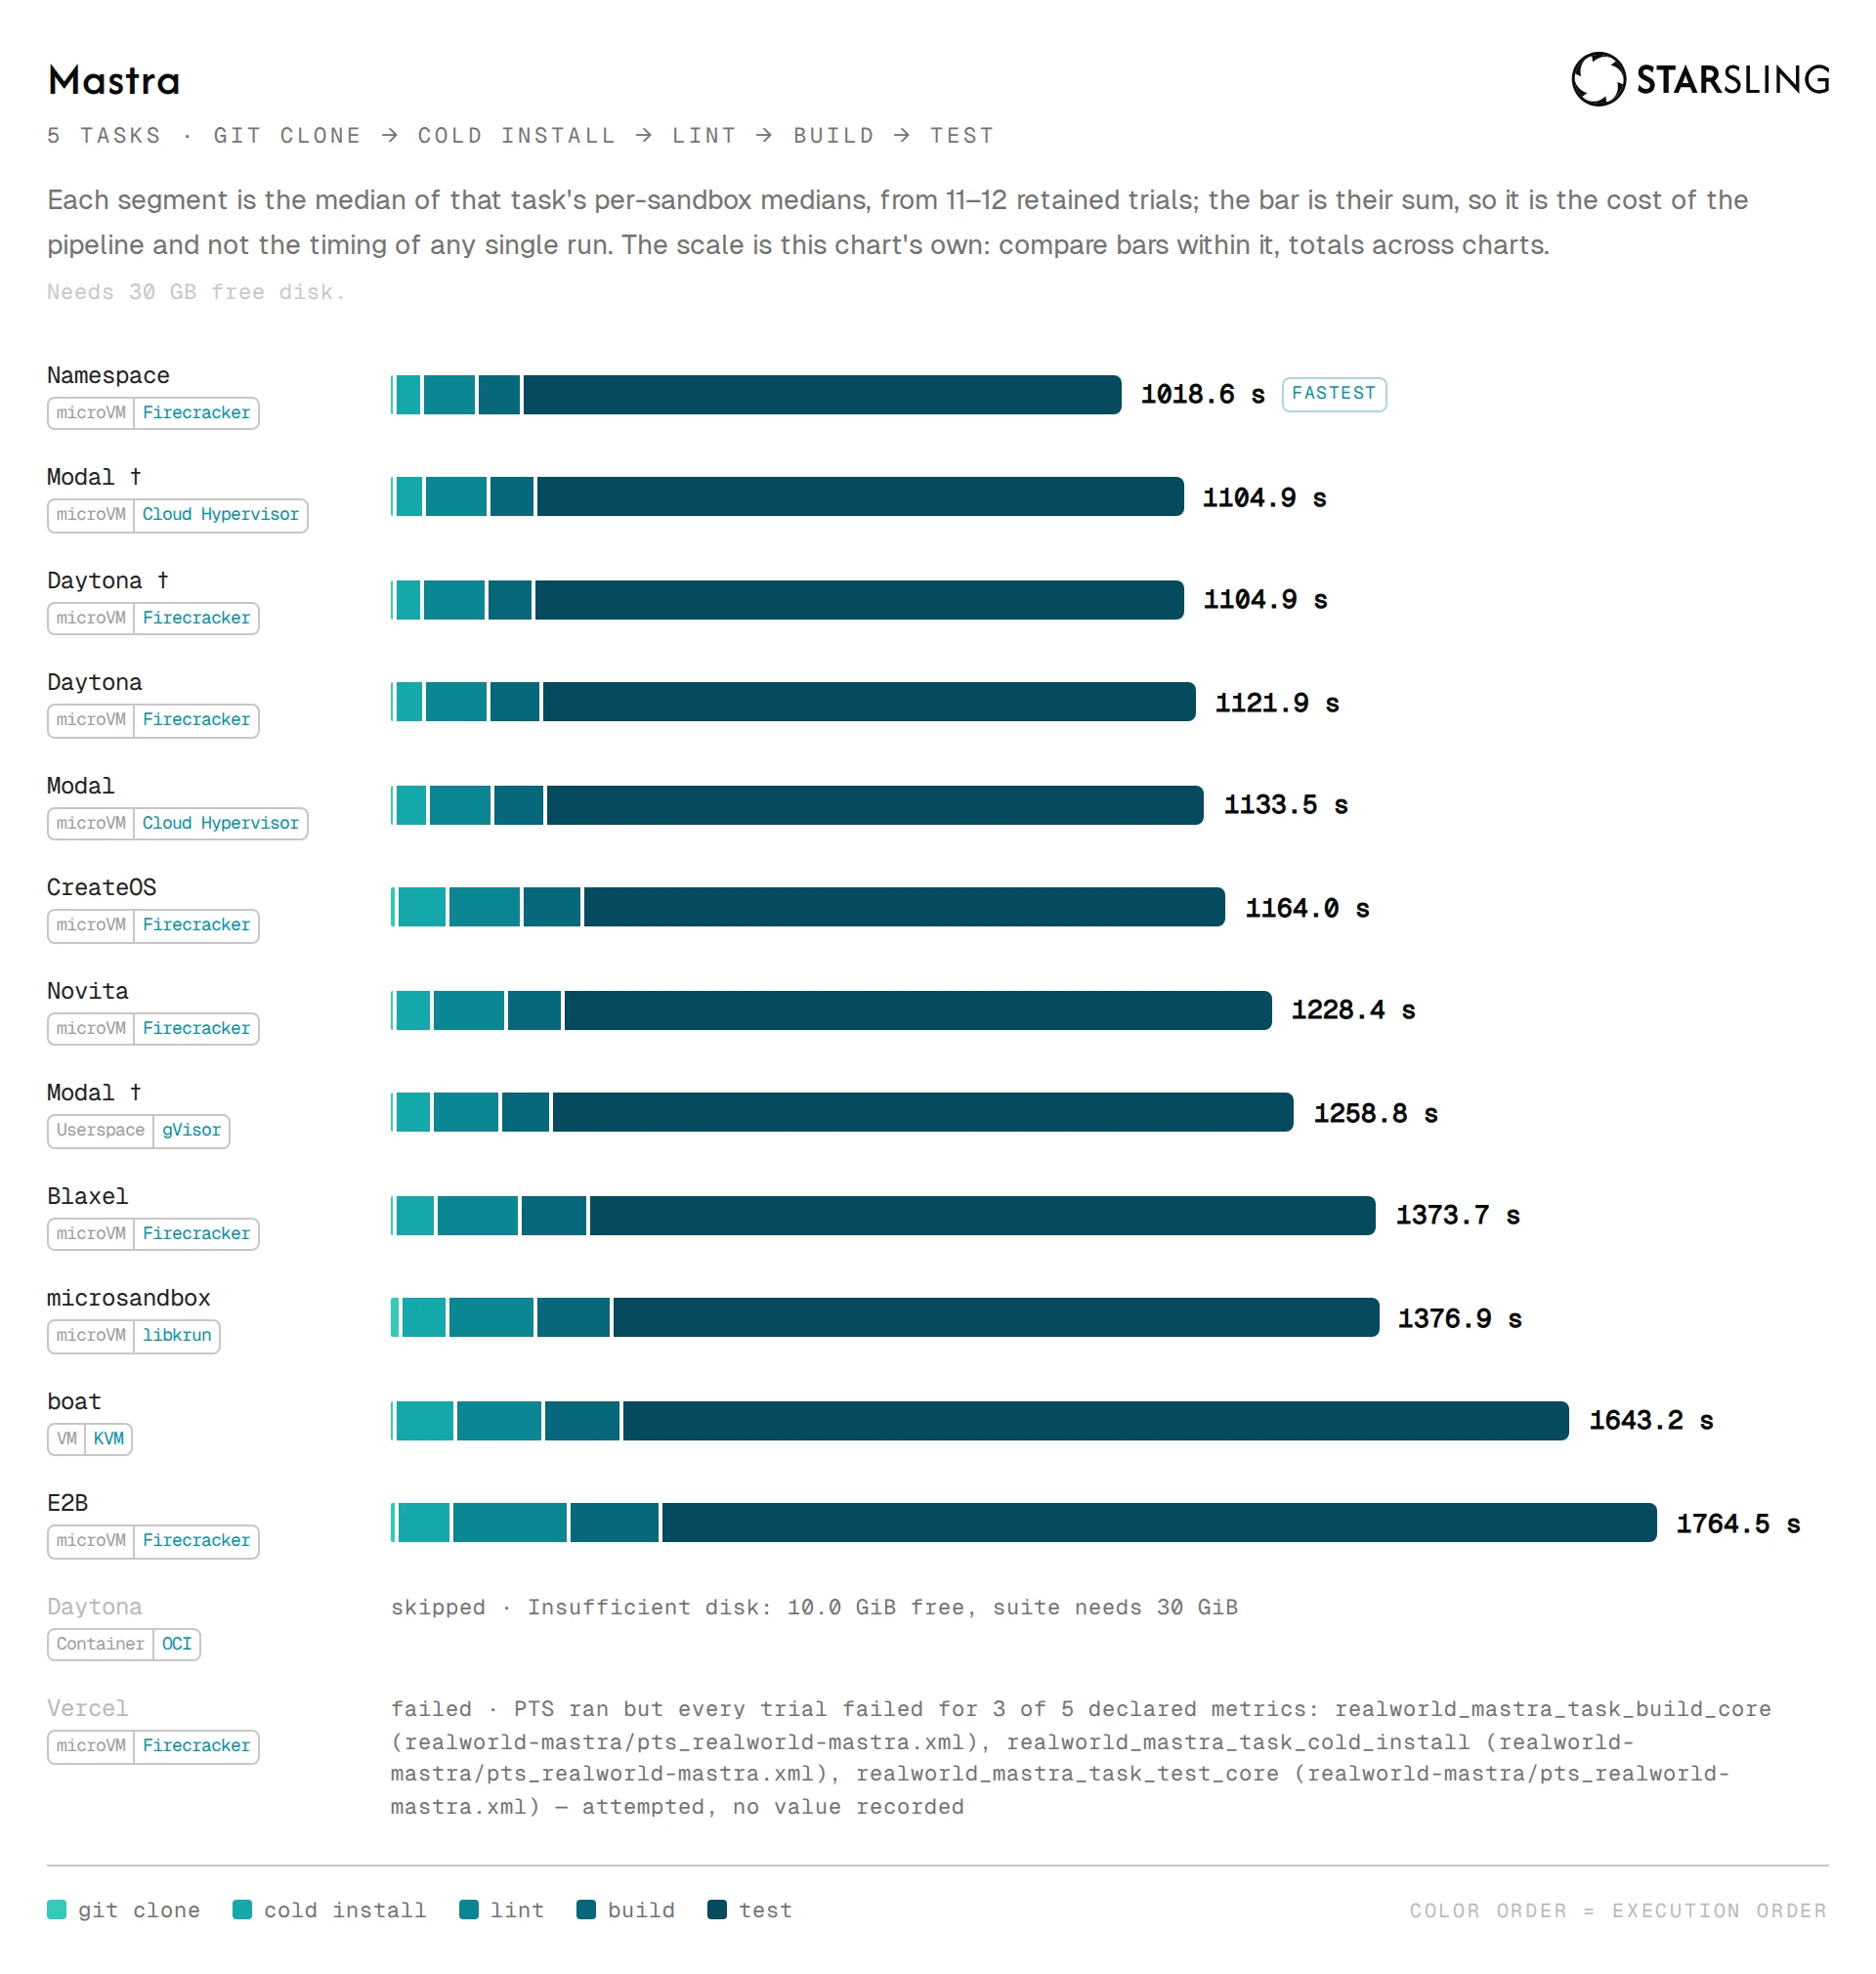 Mastra
STARSLING
5 TASKS · GIT CLONE → COLD INSTALL → LINT → BUILD → TEST
Each segment is the median of that task's per-sandbox medians, from 11–12 retained trials; the bar is their sum, so it is the cost of the
pipeline and not the timing of any single run. The scale is this chart's own: compare bars within it, totals across charts.
Needs 30 GB free disk.
Namespace
microVM Firecracker
1018.6 s FASTEST
Modal †
microVM Cloud Hypervisor
1104.9 s
Daytona †
microVM Firecracker
1104.9 s
Daytona
microVM Firecracker
1121.9 s
Modal
microVM Cloud Hypervisor
1133.5 s
CreateOS
microVM Firecracker
1164.0 s
Novita
microVM Firecracker
1228.4 s
Modal †
Userspace gVisor
1258.8 s
Blaxel
microVM Firecracker
1373.7 s
microsandbox
microVM libkrun
1376.9 s
boat
VM KVM
1643.2 s
E2B
microVM Firecracker
1764.5 s
Daytona
Container OCI
skipped · Insufficient disk: 10.0 GiB free, suite needs 30 GiB
Vercel
microVM Firecracker
failed · PTS ran but every trial failed for 3 of 5 declared metrics: realworld_mastra_task_build_core
(realworld-mastra/pts_realworld-mastra.xml), realworld_mastra_task_cold_install (realworld-
mastra/pts_realworld-mastra.xml), realworld_mastra_task_test_core (realworld-mastra/pts_realworld-
mastra.xml) — attempted, no value recorded
git clone cold install lint build test
COLOR ORDER = EXECUTION ORDER